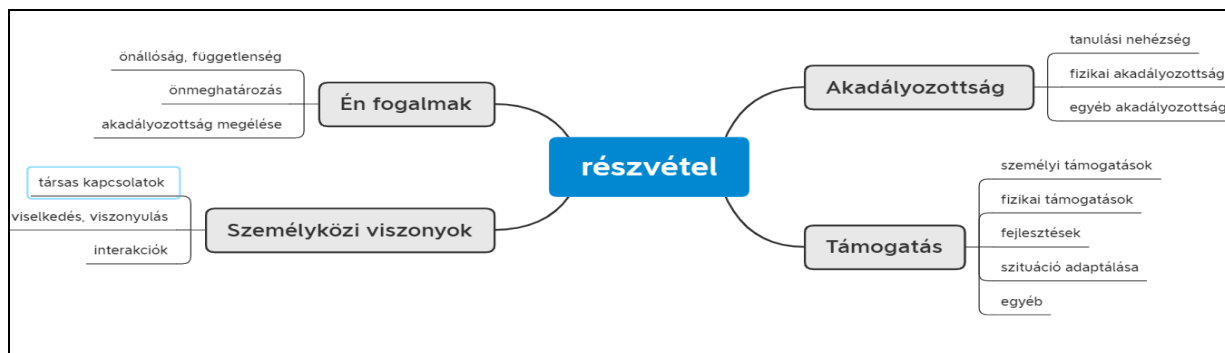 önállóság, függetlenség
önmeghatározás
akadályozottság megélése
Én fogalmak
társas kapcsolatok
viselkedés, viszonyulás
interakciók
Személyközi viszonyok
részvétel
Akadályozottság
tanulási nehézség
fizikai akadályozottság
egyéb akadályozottság
Támogatás
személyi támogatások
fizikai támogatások
fejlesztések
szituáció adaptálása
egyéb